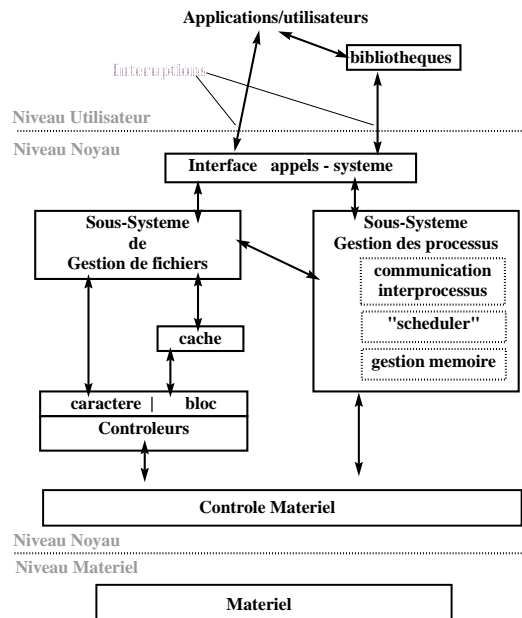 Applications/utilisateurs
bibliotheques
Interuptions
Niveau Utilisateur
Niveau Noyau
Interface appels - systeme
Sous-Systeme
de
Gestion de fichiers
Sous-Systeme
Gestion des processus
communication
interprocessus
"scheduler"
gestion memoire
cache
caractere | bloc
Controleurs
Controle Materiel
Niveau Noyau
Niveau Materiel
Materiel